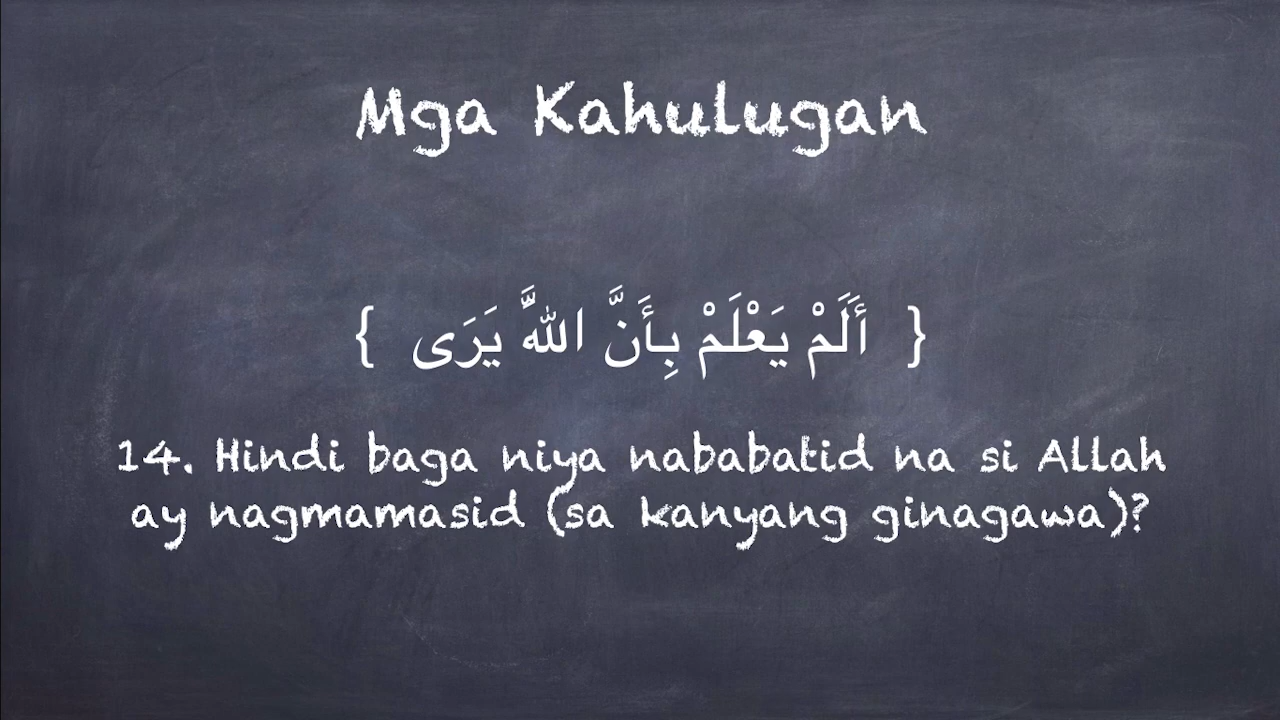 Mga Kahulugan
{ أَلَمْ يَعْلَمْ بِأَنَّ اللَّهَ يَرَى }
14. Hindi baga niya nababatid na si Allah
ay nagmamasid (sa kanyang ginagawa)?